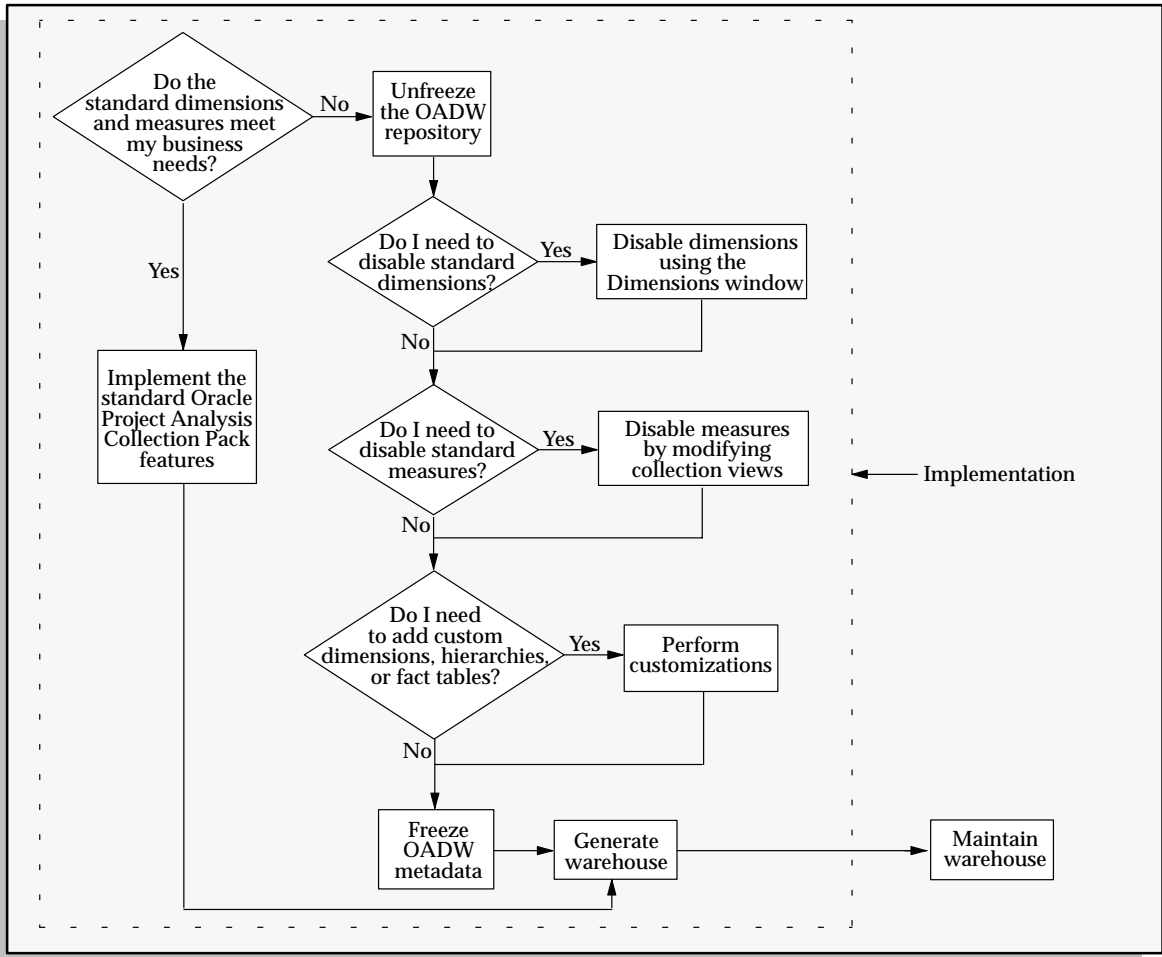 Do the
standard dimensions
and measures meet
my business
needs?
No
Unfreeze
the OADW
repository
Do I need to
disable standard
dimensions?
Yes
Disable dimensions
using the
Dimensions window
Yes
No
Implement the
standard Oracle
Project Analysis
Collection Pack
features
Do I need to
disable standard
measures?
Yes
Disable measures
by modifying
collection views
Implementation
No
Do I need
to add custom
dimensions, hierarchies,
or fact tables?
Yes
Perform
customizations
No
Freeze
OADW
metadata
Generate
warehouse
Maintain
warehouse